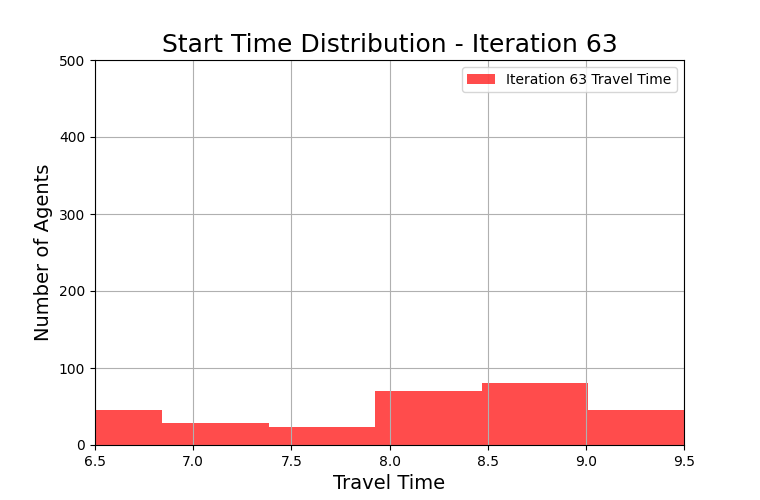 Start Time Distribution - Iteration 63
Iteration 63 Travel Time
Number of Agents
500
400
300
200
100
0
6.5 7.0 7.5 8.0 8.5 9.0 9.5
Travel Time